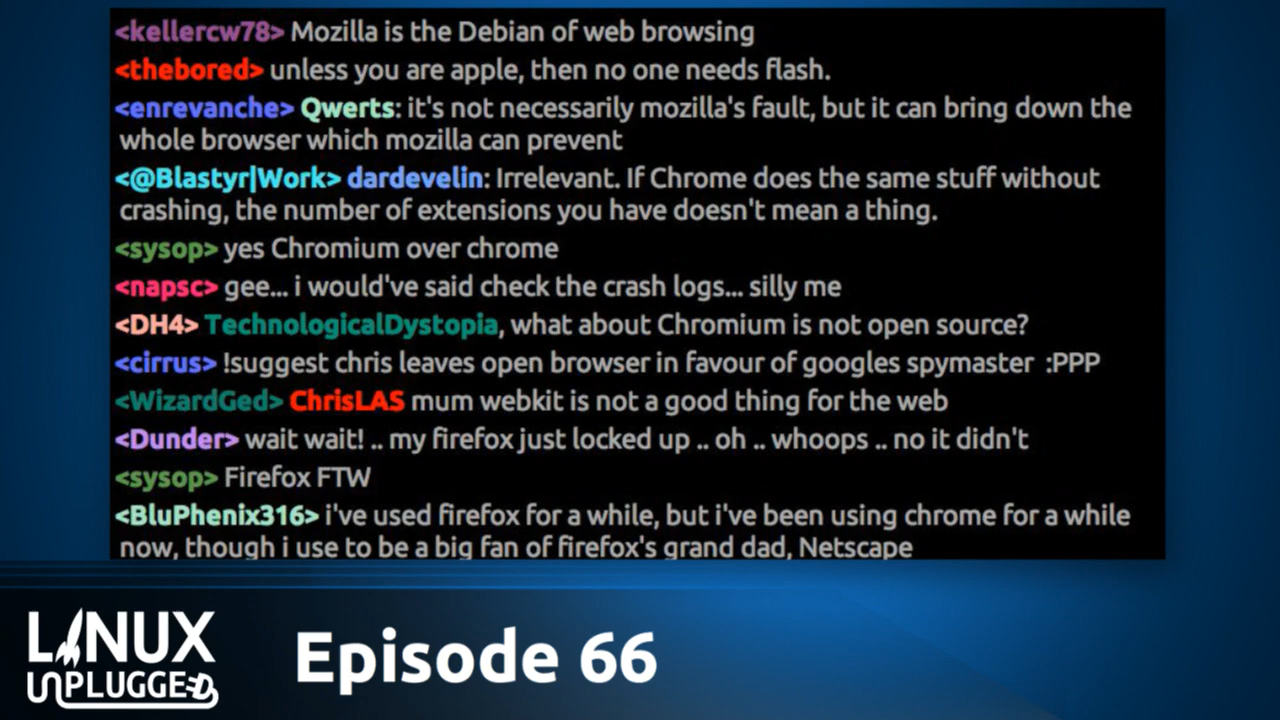 <kellercw78> Mozilla is the Debian of web browsing
<thebored> unless you are apple, then no one needs flash.
<enrevanche> Qwerts: it's not necessarily mozilla's fault, but it can bring down the
whole browser which mozilla can prevent
<@Blastyr|Work> dardevelin: Irrelevant. If Chrome does the same stuff without
crashing, the number of extensions you have doesn't mean a thing.
<sysop> yes Chromium over chrome
<napsc> gee... i would've said check the crash logs... silly me
<DH4> TechnologicalDystopia, what about Chromium is not open source?
<cirrus> !suggest chris leaves open browser in favour of googles spymaster :PPP
<WizardGed> ChrisLAS mum webkit is not a good thing for the web
<Dunder> wait wait! .. my firefox just locked up .. oh .. whoops .. no it didn't
<sysop> Firefox FTW
<BluPhenix316> i've used firefox for a while, but i've been using chrome for a while
now, though i use to be a big fan of firefox's grand dad, Netscape
LINUX
UNPLUGGED
Episode 66